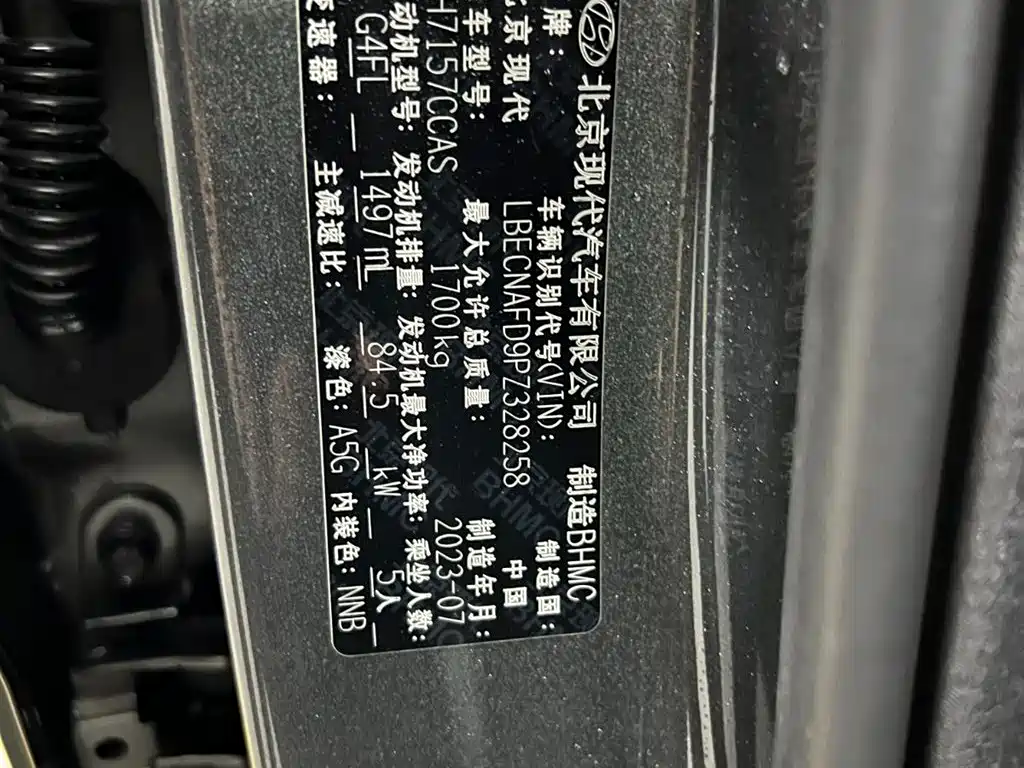 北京现代汽车有限公司 制造BHMC
牌: 车辆识别代号(VIN): 制造国:
京现代 LBECNAFD9PZ328258 中国
车型号: 最大允许总质量: 制造年月:
H7157CCAS 1700kg 2023-07
动机型号: 发动机排量: 发动机最大净功率: 乘坐人数:
G4FL 1497ml 84.5 kW 5人
变速器: 主减速比: 漆色: A5G 内装色: NNB